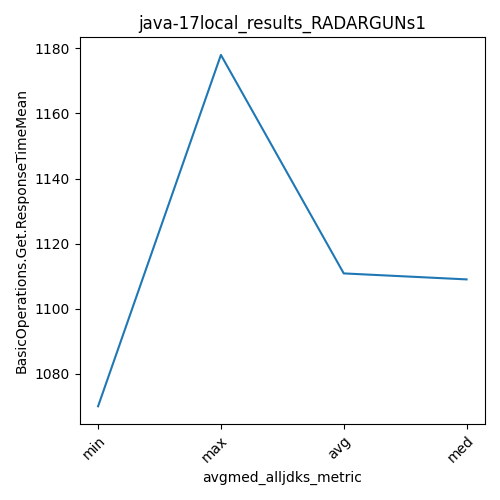 java-17local_results_RADARGUNs1
BasicOperations.Get.ResponseTimeMean
1180
1160
1140
1120
1100
1080
min
max
avg
med
avgmed_alljdks_metric